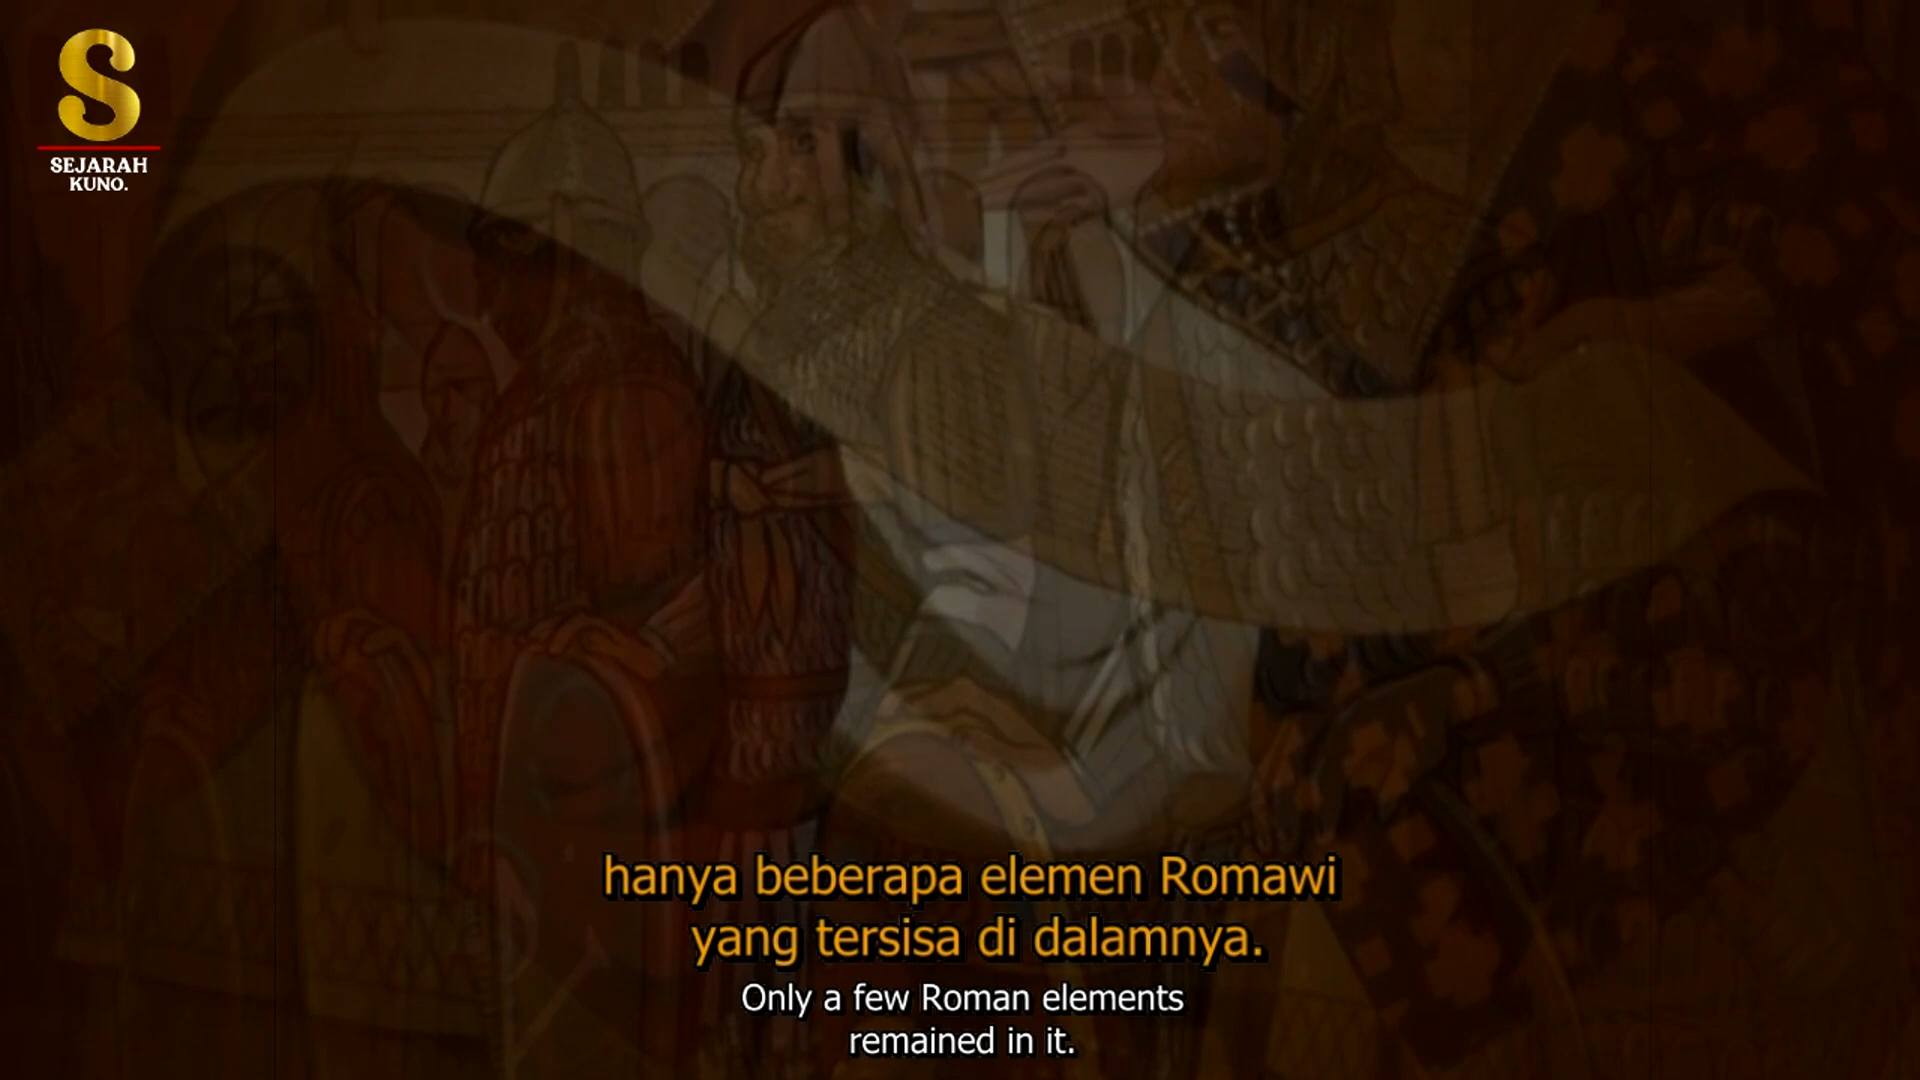 S
SEJARAH
KUNO.
hanya beberapa elemen Romawi
yang tersisa di dalamnya.
Only a few Roman elements
remained in it.